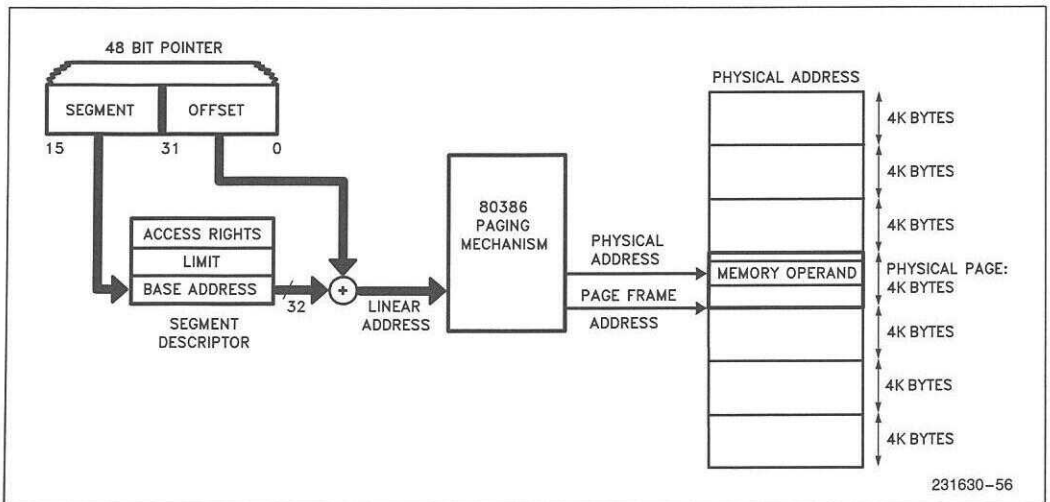 48 BIT POINTER
SEGMENT OFFSET
15 31 0
ACCESS RIGHTS
LIMIT
BASE ADDRESS
SEGMENT
DESCRIPTOR
32
+
LINEAR
ADDRESS
80386
PAGING
MECHANISM
PHYSICAL
ADDRESS
PAGE FRAME
ADDRESS
PHYSICAL ADDRESS
4K BYTES
4K BYTES
4K BYTES
MEMORY OPERAND
PHYSICAL PAGE:
4K BYTES
4K BYTES
4K BYTES
4K BYTES
231630-56